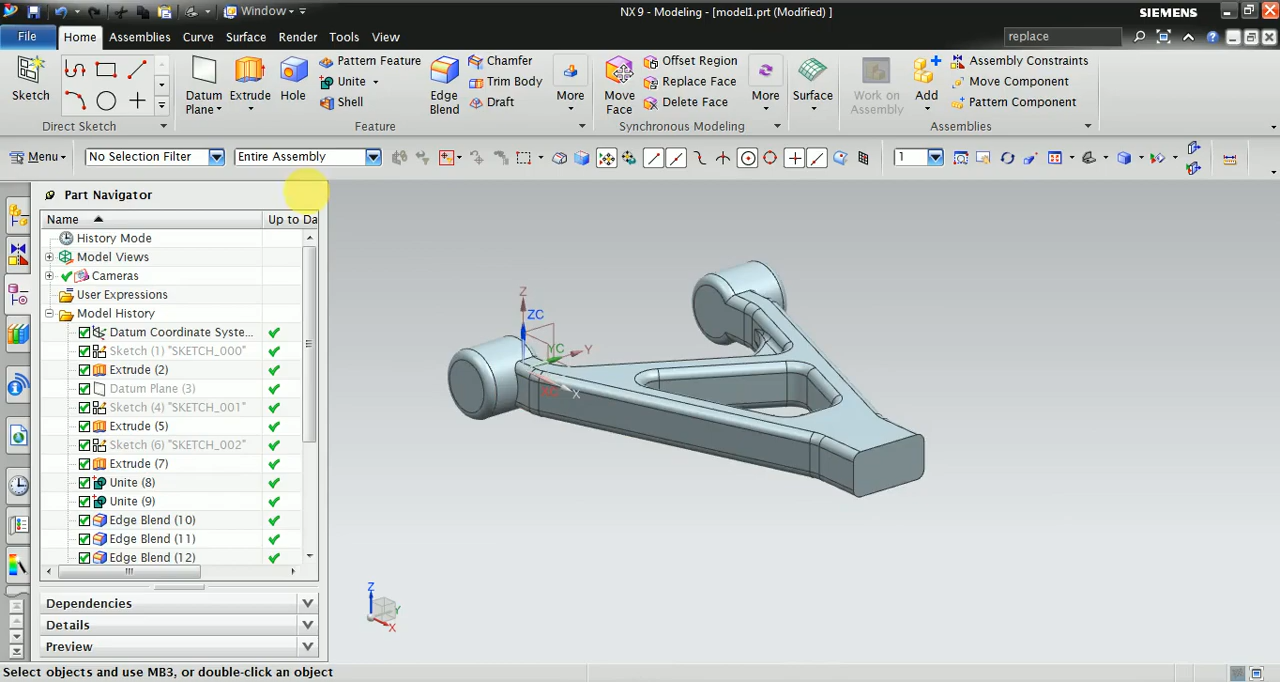 Window
NX 9 - Modeling - [model1.prt (Modified) ]
SIEMENS
File
Home
Assemblies
Curve
Surface
Render
Tools
View
replace
Sketch
Direct Sketch
Datum
Plane
Extrude
Hole
Pattern Feature
Unite
Shell
Edge
Blend
Chamfer
Trim Body
Draft
More
Feature
Move
Face
Offset Region
Replace Face
Delete Face
More
Synchronous Modeling
Surface
Work on
Assembly
Add
Assembly Constraints
Move Component
Pattern Component
Assemblies
Menu
No Selection Filter
Entire Assembly
1
Part Navigator
Name
Up to Da
History Mode
Model Views
Cameras
User Expressions
Model History
Datum Coordinate Syste...
Sketch (1) "SKETCH_000"
Extrude (2)
Datum Plane (3)
Sketch (4) "SKETCH_001"
Extrude (5)
Sketch (6) "SKETCH_002"
Extrude (7)
Unite (8)
Unite (9)
Edge Blend (10)
Edge Blend (11)
Edge Blend (12)
Dependencies
Details
Preview
Z
ZC
YC
Y
XC
X
Z
Y
X
Select objects and use MB3, or double-click an object